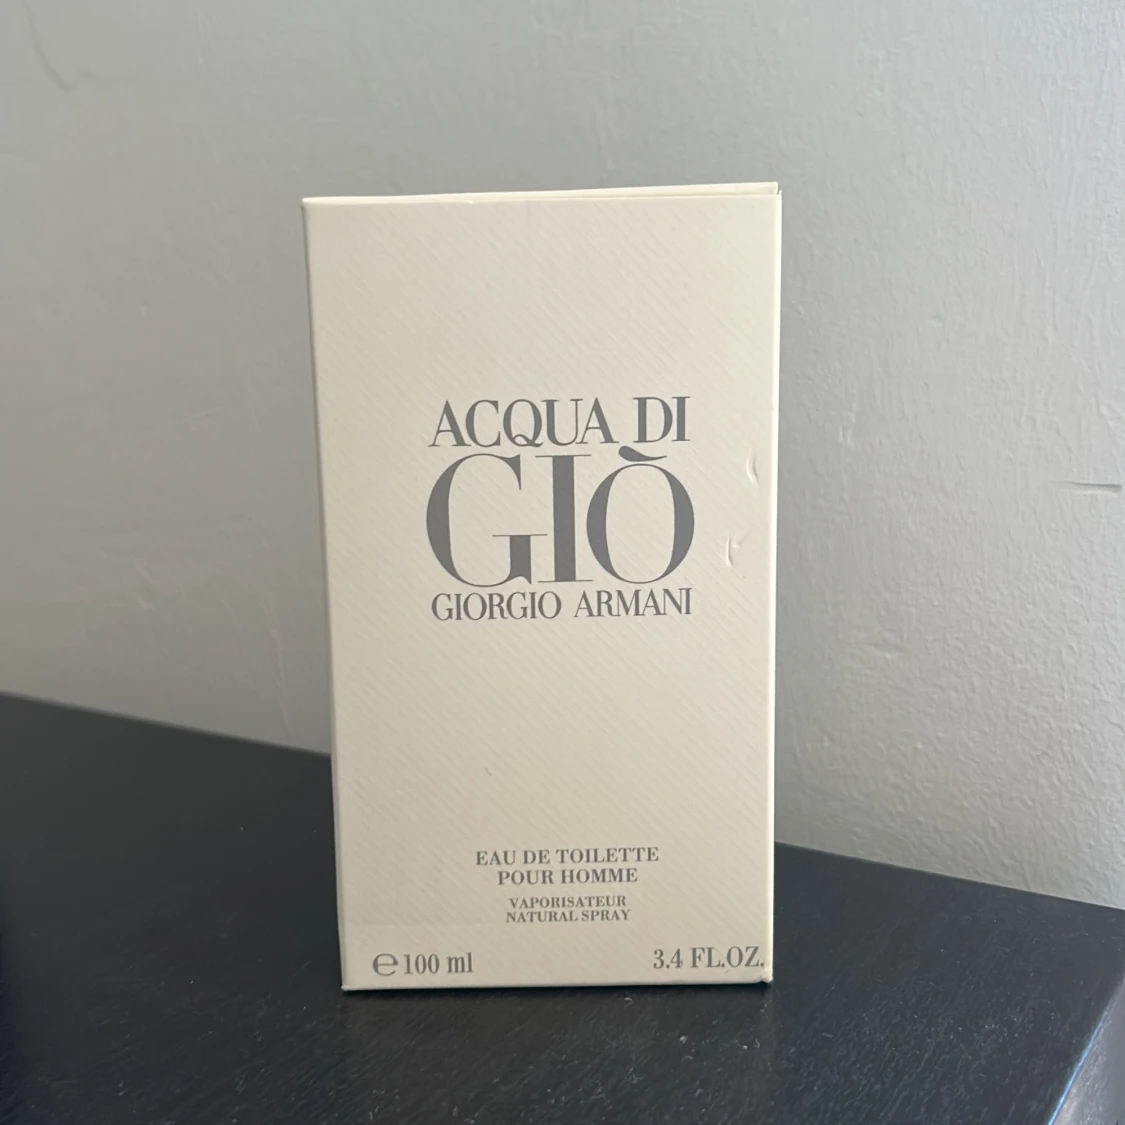 ACQUA DI
GIÒ
GIORGIO ARMANI
EAU DE TOILETTE
POUR HOMME
VAPORISATEUR
NATURAL SPRAY
℮ 100 ml 3.4 FL.OZ.